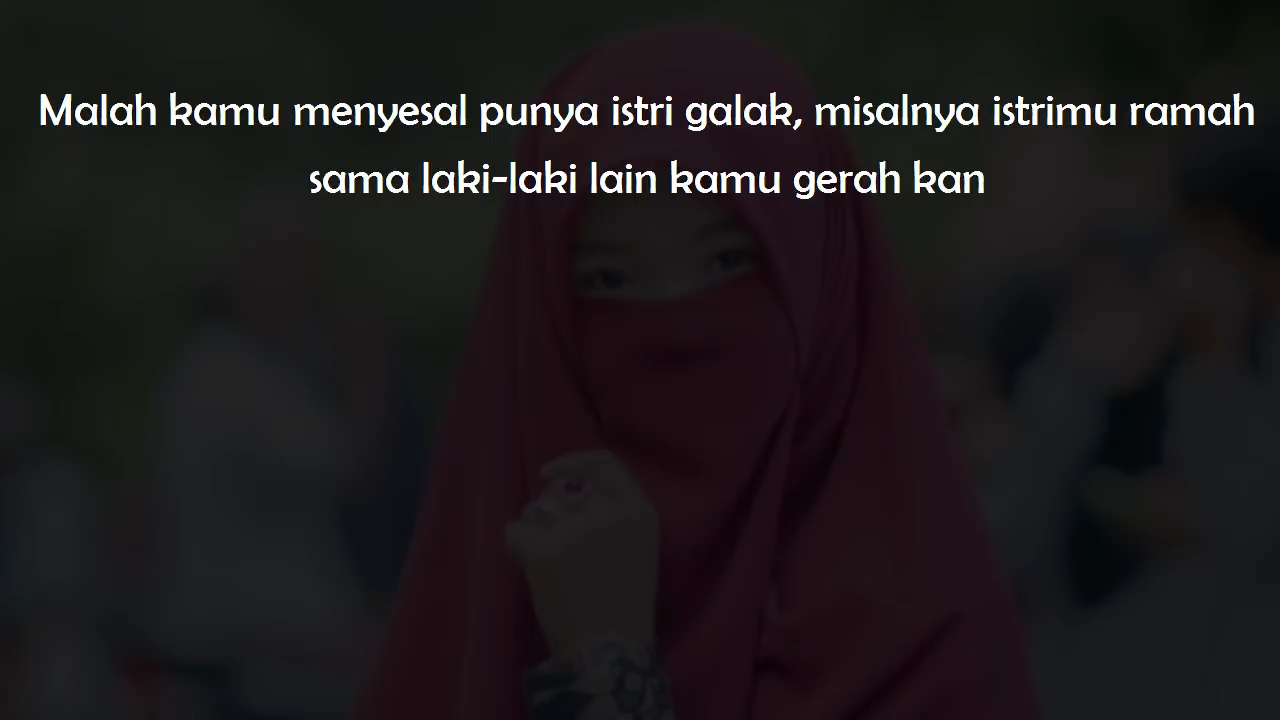 Malah kamu menyesal punya istri galak, misalnya istrimu ramah
sama laki-laki lain kamu gerah kan